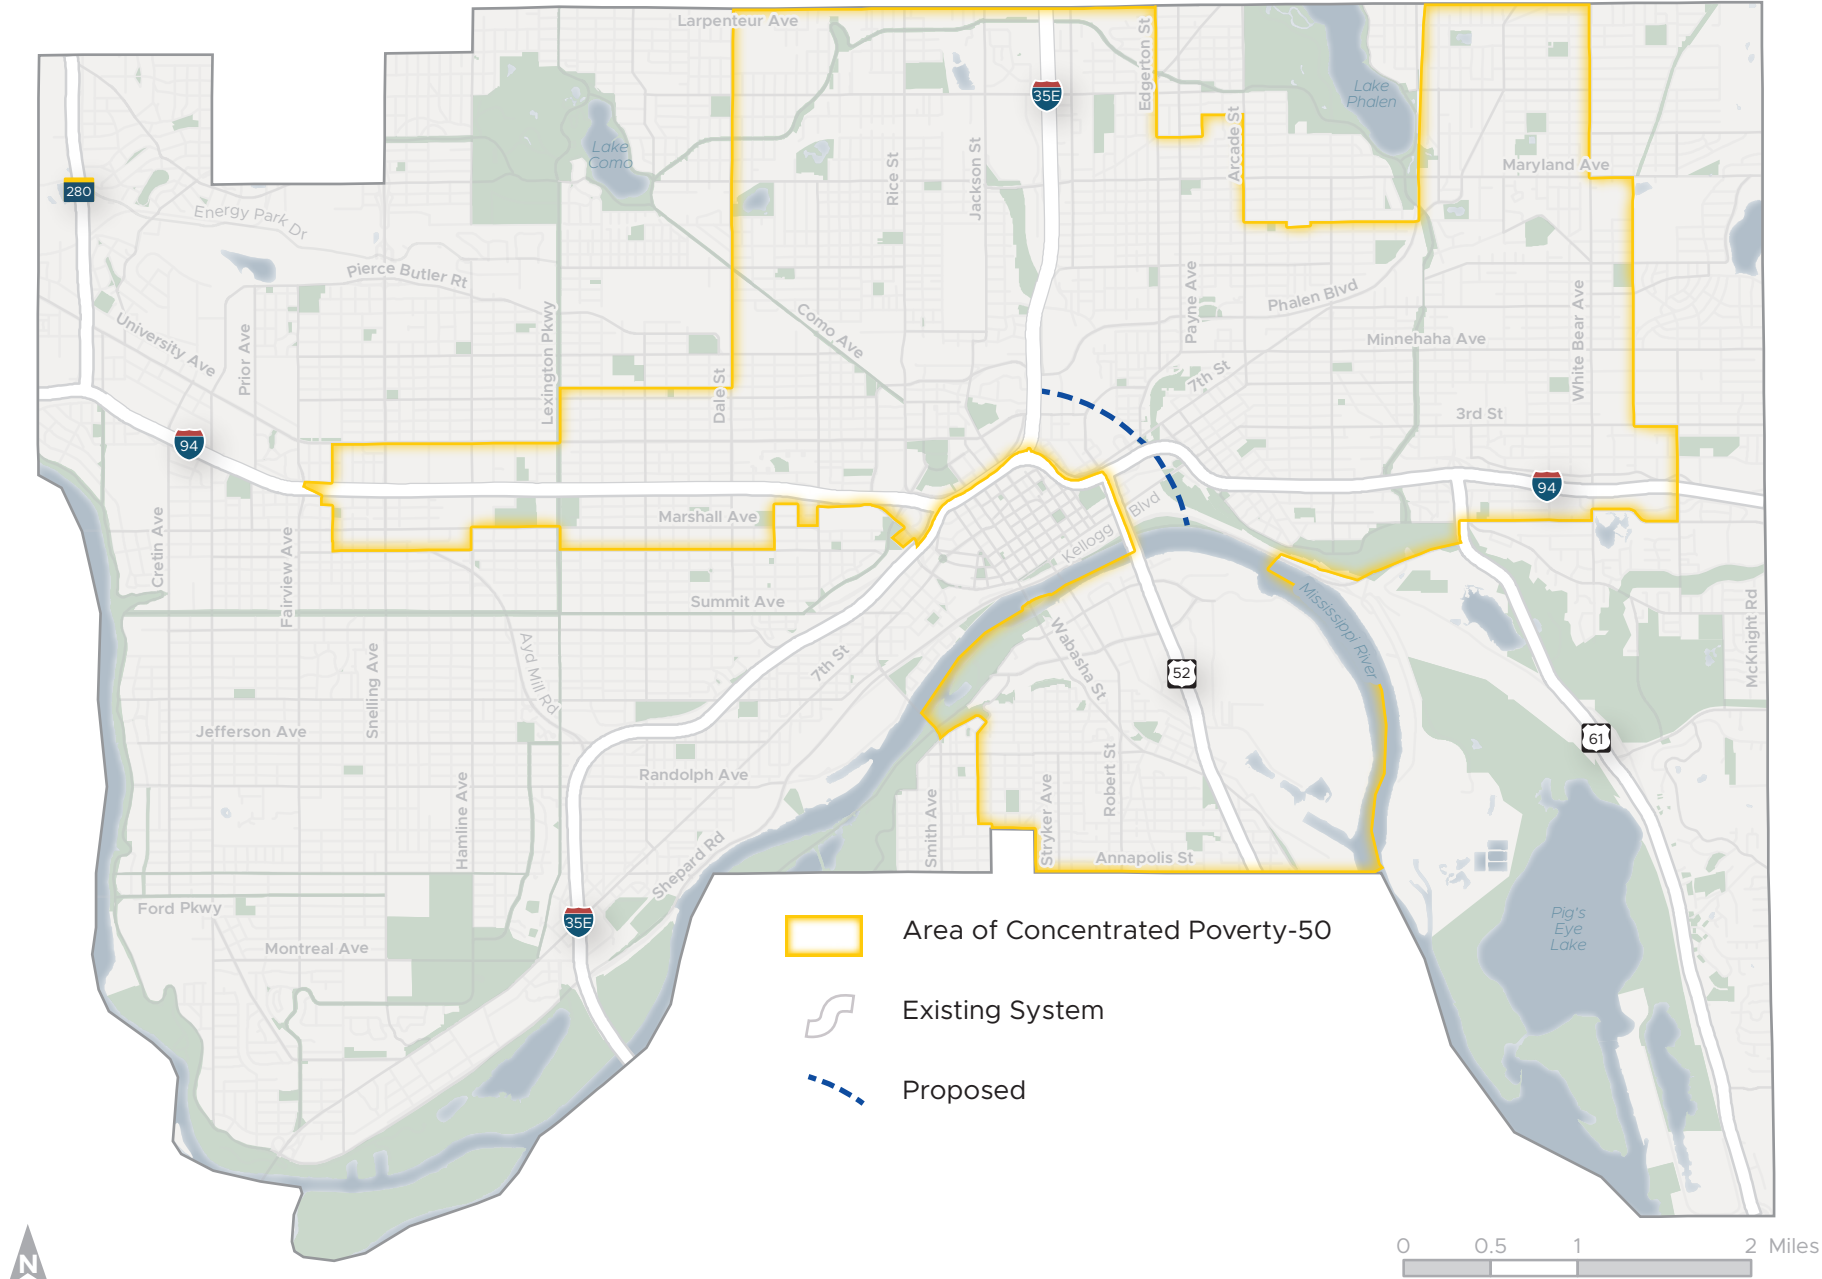 Larpenteur Ave
Edgerton St
35E
Lake
Phalen
Arcade St
Lake
Como
Rice St
Jackson St
Maryland Ave
280
Energy Park Dr
Pierce Butler Rt
University Ave
Prior Ave
Lexington Pkwy
Como Ave
Dale St
Payne Ave
Phalen Blvd
Minnehaha Ave
White Bear Ave
7th St
3rd St
94
94
Marshall Ave
Kellogg Blvd
Cretin Ave
Fairview Ave
Summit Ave
Mississippi River
McKnight Rd
Ayd Mill Rd
Snelling Ave
7th St
Wabasha St
52
61
Jefferson Ave
Randolph Ave
Hamline Ave
Smith Ave
Stryker Ave
Robert St
Shepard Rd
Annapolis St
Ford Pkwy
35E
Montreal Ave
Pig's
Eye
Lake
Area of Concentrated Poverty-50
Existing System
Proposed
N
0 0.5 1 2 Miles